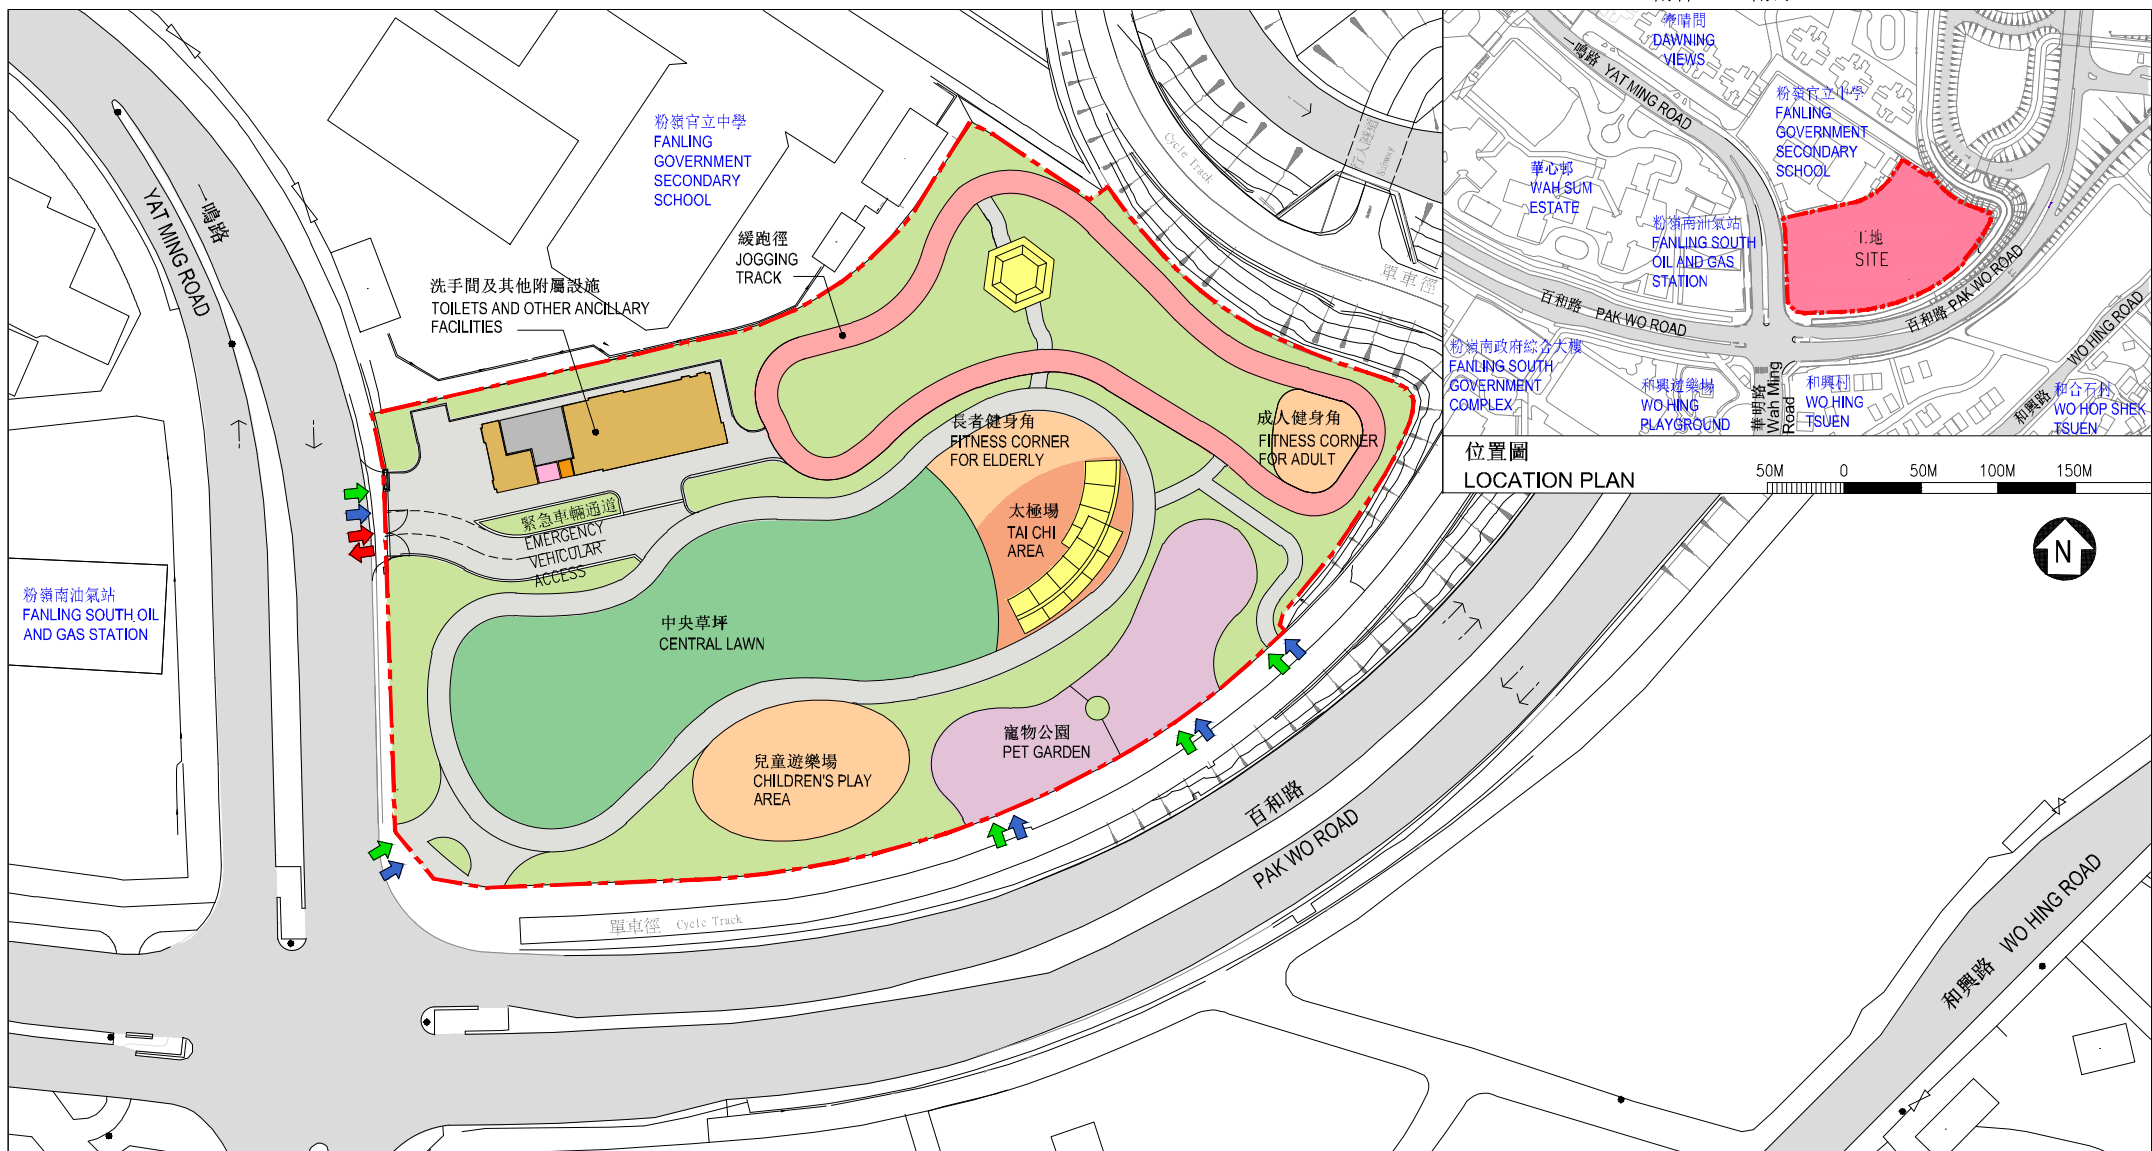 粉嶺官立中學
FANLING
GOVERNMENT
SECONDARY
SCHOOL
一鳴路
YAT MING ROAD
緩跑徑
JOGGING
TRACK
洗手間及其他附屬設施
TOILETS AND OTHER ANCILLARY
FACILITIES
長者健身角
FITNESS CORNER
FOR ELDERLY
成人健身角
FITNESS CORNER
FOR ADULT
太極場
TAI CHI
AREA
緊急車輛通道
EMERGENCY
VEHICULAR
ACCESS
中央草坪
CENTRAL LAWN
粉嶺南油氣站
FANLING SOUTH OIL
AND GAS STATION
兒童遊樂場
CHILDREN'S PLAY
AREA
寵物公園
PET GARDEN
百和路
PAK WO ROAD
單車徑 Cycle Track
Cycle Track
單車徑
行人隧道
Subway
和興路 WO HING ROAD
DAWNING
VIEWS
一鳴路 YAT MING ROAD
粉嶺官立中學
FANLING
GOVERNMENT
SECONDARY
SCHOOL
華心邨
WAH SUM
ESTATE
粉嶺南油氣站
FANLING SOUTH
OIL AND GAS
STATION
工地
SITE
百和路 PAK WO ROAD
百和路 PAK WO ROAD
粉嶺南政府綜合大樓
FANLING SOUTH
GOVERNMENT
COMPLEX
和興遊樂場
WO HING
PLAYGROUND
華明路
Wah Ming
Road
和興村
WO HING
TSUEN
和興路 WO HING ROAD
和合石村
WO HOP SHEK
TSUEN
位置圖
LOCATION PLAN
50M 0 50M 100M 150M
N